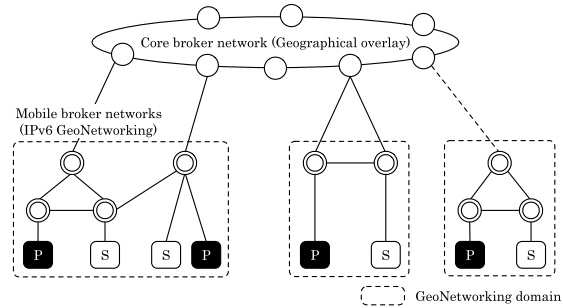 Core broker network (Geographical overlay)
Mobile broker networks
(IPv6 GeoNetworking)
P
S
S
P
P
S
P
S
GeoNetworking domain